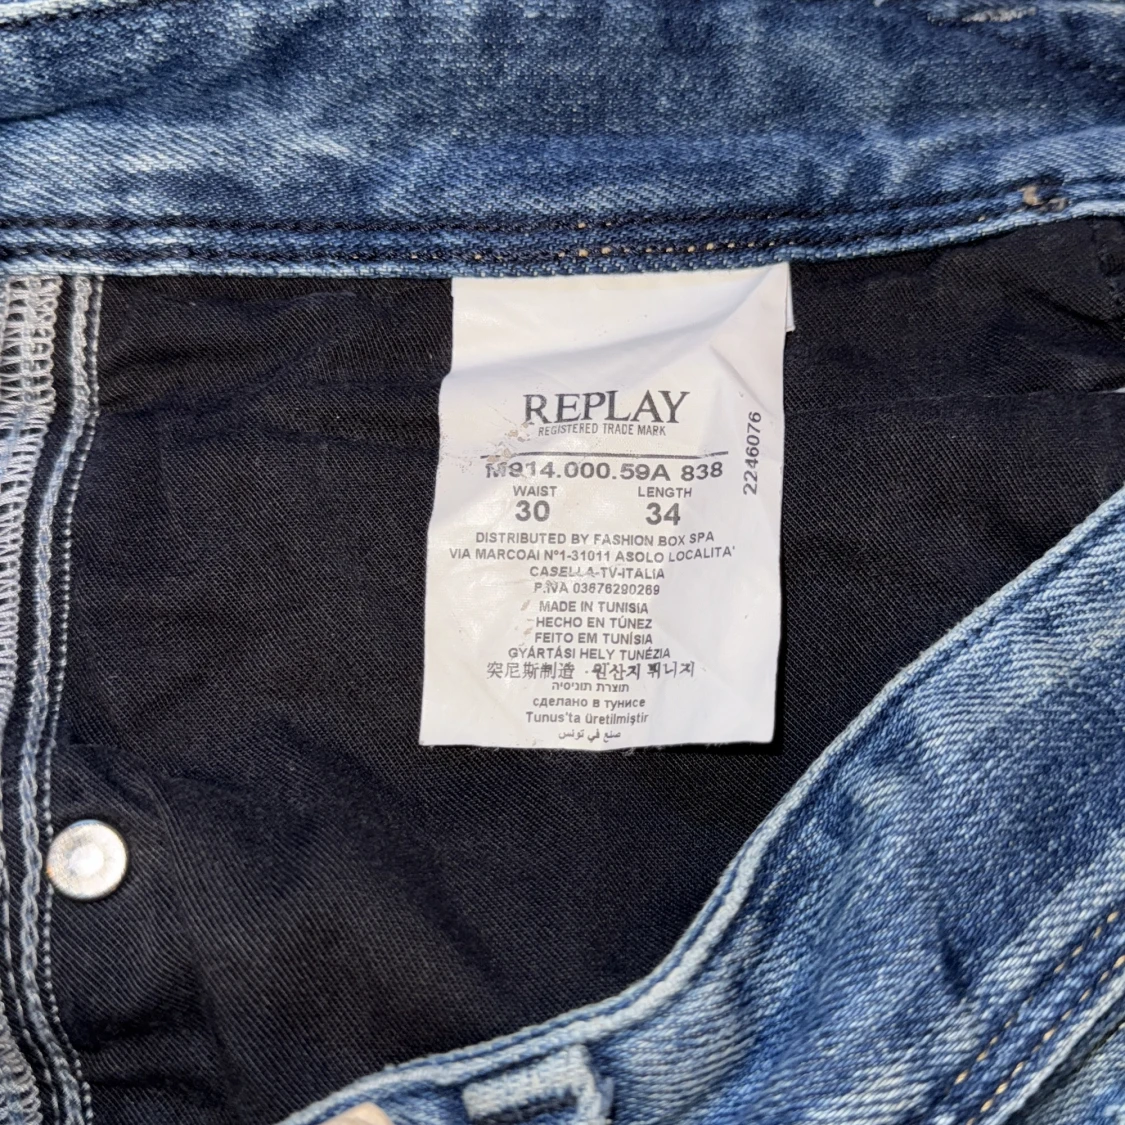 REPLAY
REGISTERED TRADE MARK
M914.000.59A 838
2246076
WAIST LENGTH
30 34
DISTRIBUTED BY FASHION BOX SPA
VIA MARCOAI N°1-31011 ASOLO LOCALITA'
CASELLA-TV-ITALIA
P.IVA 03676290269
MADE IN TUNISIA
HECHO EN TÚNEZ
FEITO EM TUNÍSIA
GYÁRTÁSI HELY TUNÉZIA
突尼斯制造 · 원산지 튀니지
תוצרת תוניסיה
сделано в тунисе
Tunus'ta üretilmiştir
صنع في تونس